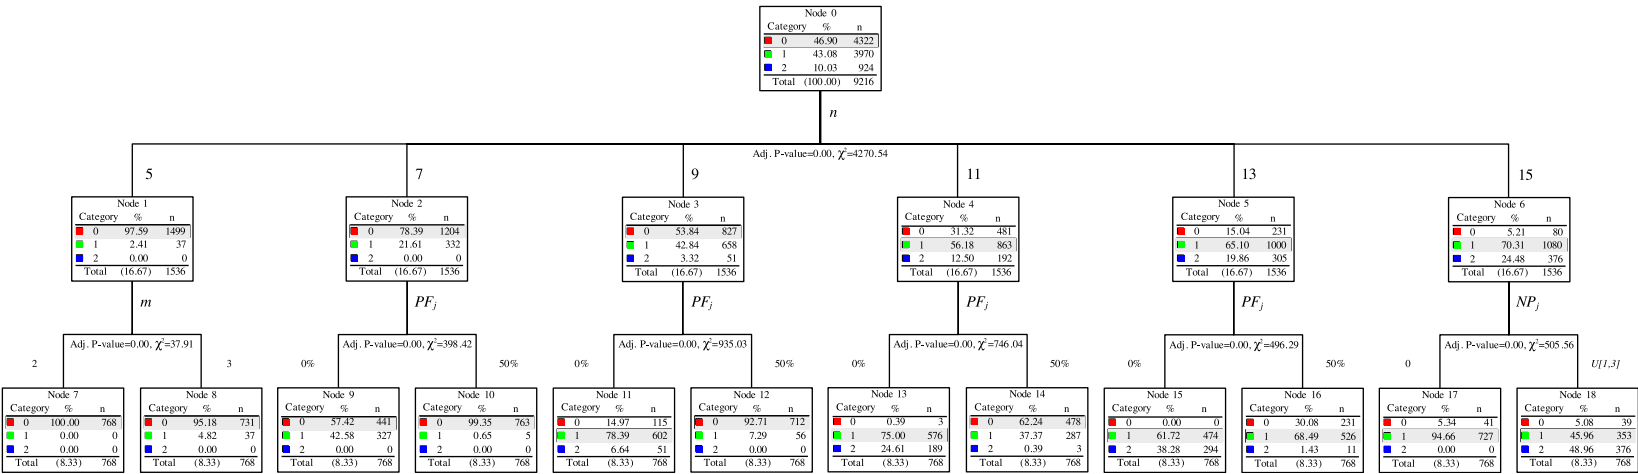 Node 0
Category % n
0 46.90 4322
1 43.08 3970
2 10.03 924
Total (100.00) 9216
n
Adj. P-value=0.00, χ²=4270.54
5 7 9 11 13 15
Node 1
Category % n
0 97.59 1499
1 2.41 37
2 0.00 0
Total (16.67) 1536
Node 2
Category % n
0 78.39 1204
1 21.61 332
2 0.00 0
Total (16.67) 1536
Node 3
Category % n
0 53.84 827
1 42.84 658
2 3.32 51
Total (16.67) 1536
Node 4
Category % n
0 31.32 481
1 56.18 863
2 12.50 192
Total (16.67) 1536
Node 5
Category % n
0 15.04 231
1 65.10 1000
2 19.86 305
Total (16.67) 1536
Node 6
Category % n
0 5.21 80
1 70.31 1080
2 24.48 376
Total (16.67) 1536
m PFj PFj PFj PFj NPj
Adj. P-value=0.00, χ²=37.91
Adj. P-value=0.00, χ²=398.42
Adj. P-value=0.00, χ²=935.03
Adj. P-value=0.00, χ²=746.04
Adj. P-value=0.00, χ²=496.29
Adj. P-value=0.00, χ²=505.56
2 3 0% 50% 0% 50% 0% 50% 0% 50% 0 U[1,3]
Node 7
Category % n
0 100.00 768
1 0.00 0
2 0.00 0
Total (8.33) 768
Node 8
Category % n
0 95.18 731
1 4.82 37
2 0.00 0
Total (8.33) 768
Node 9
Category % n
0 57.42 441
1 42.58 327
2 0.00 0
Total (8.33) 768
Node 10
Category % n
0 99.35 763
1 0.65 5
2 0.00 0
Total (8.33) 768
Node 11
Category % n
0 14.97 115
1 78.39 602
2 6.64 51
Total (8.33) 768
Node 12
Category % n
0 92.71 712
1 7.29 56
2 0.00 0
Total (8.33) 768
Node 13
Category % n
0 0.39 3
1 75.00 576
2 24.61 189
Total (8.33) 768
Node 14
Category % n
0 62.24 478
1 37.37 287
2 0.39 3
Total (8.33) 768
Node 15
Category % n
0 0.00 0
1 61.72 474
2 38.28 294
Total (8.33) 768
Node 16
Category % n
0 30.08 231
1 68.49 526
2 1.43 11
Total (8.33) 768
Node 17
Category % n
0 5.34 41
1 94.66 727
2 0.00 0
Total (8.33) 768
Node 18
Category % n
0 5.08 39
1 45.96 353
2 48.96 376
Total (8.33) 768